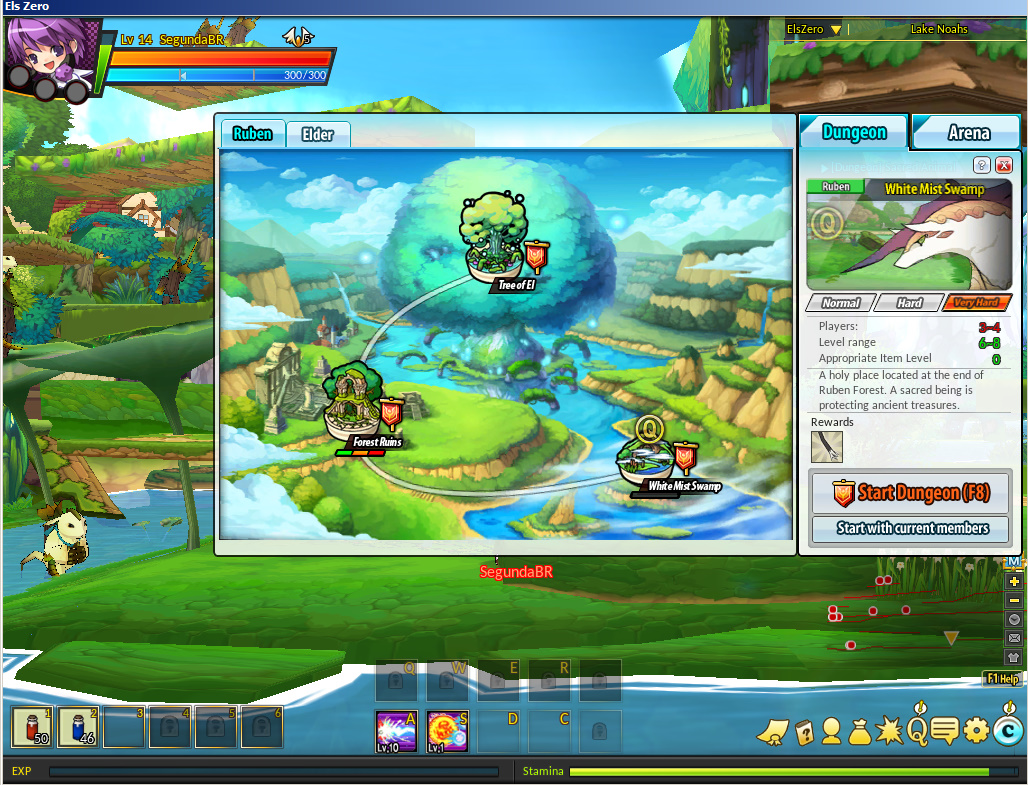 Els Zero
Lv 14 SegundaBR
5
300/300
ElsZero
Lake Noahs
Ruben
Elder
Dungeon
Arena
Tree of El
Forest Ruins
Q
White Mist Swamp
?
X
Ruben
White Mist Swamp
Q
Normal
Hard
Very Hard
Players: 3-4
Level range 6-8
Appropriate Item Level 0
A holy place located at the end of
Ruben Forest. A sacred being is
protecting ancient treasures.
Rewards
Start Dungeon (F8)
Start with current members
SegundaBR
M
F1 Help
Q W E R
1 2 3 4 5 6
50 46
A S D C
Lv.10 Lv.1
Q
C
EXP
Stamina